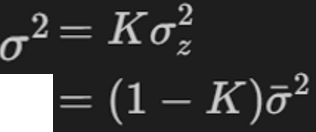 σ² = Kσ_z²
= (1 − K)σ̄²